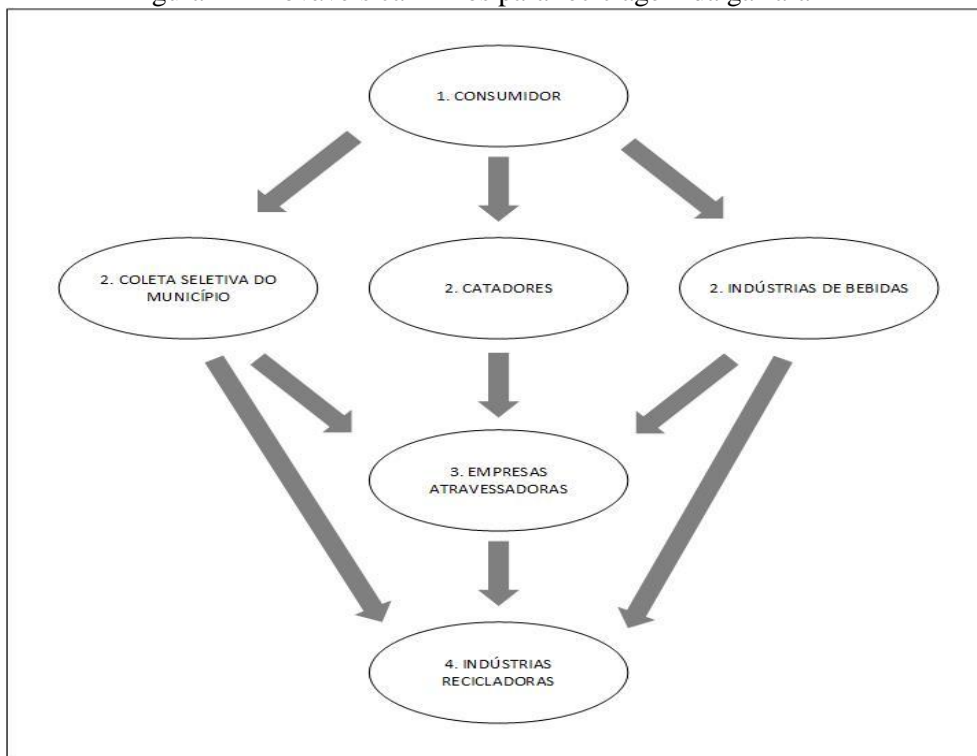 1. CONSUMIDOR
2. COLETA SELETIVA DO
MUNICÍPIO
2. CATADORES
2. INDÚSTRIAS DE BEBIDAS
3. EMPRESAS
ATRAVESSADORAS
4. INDÚSTRIAS
RECICLADORAS